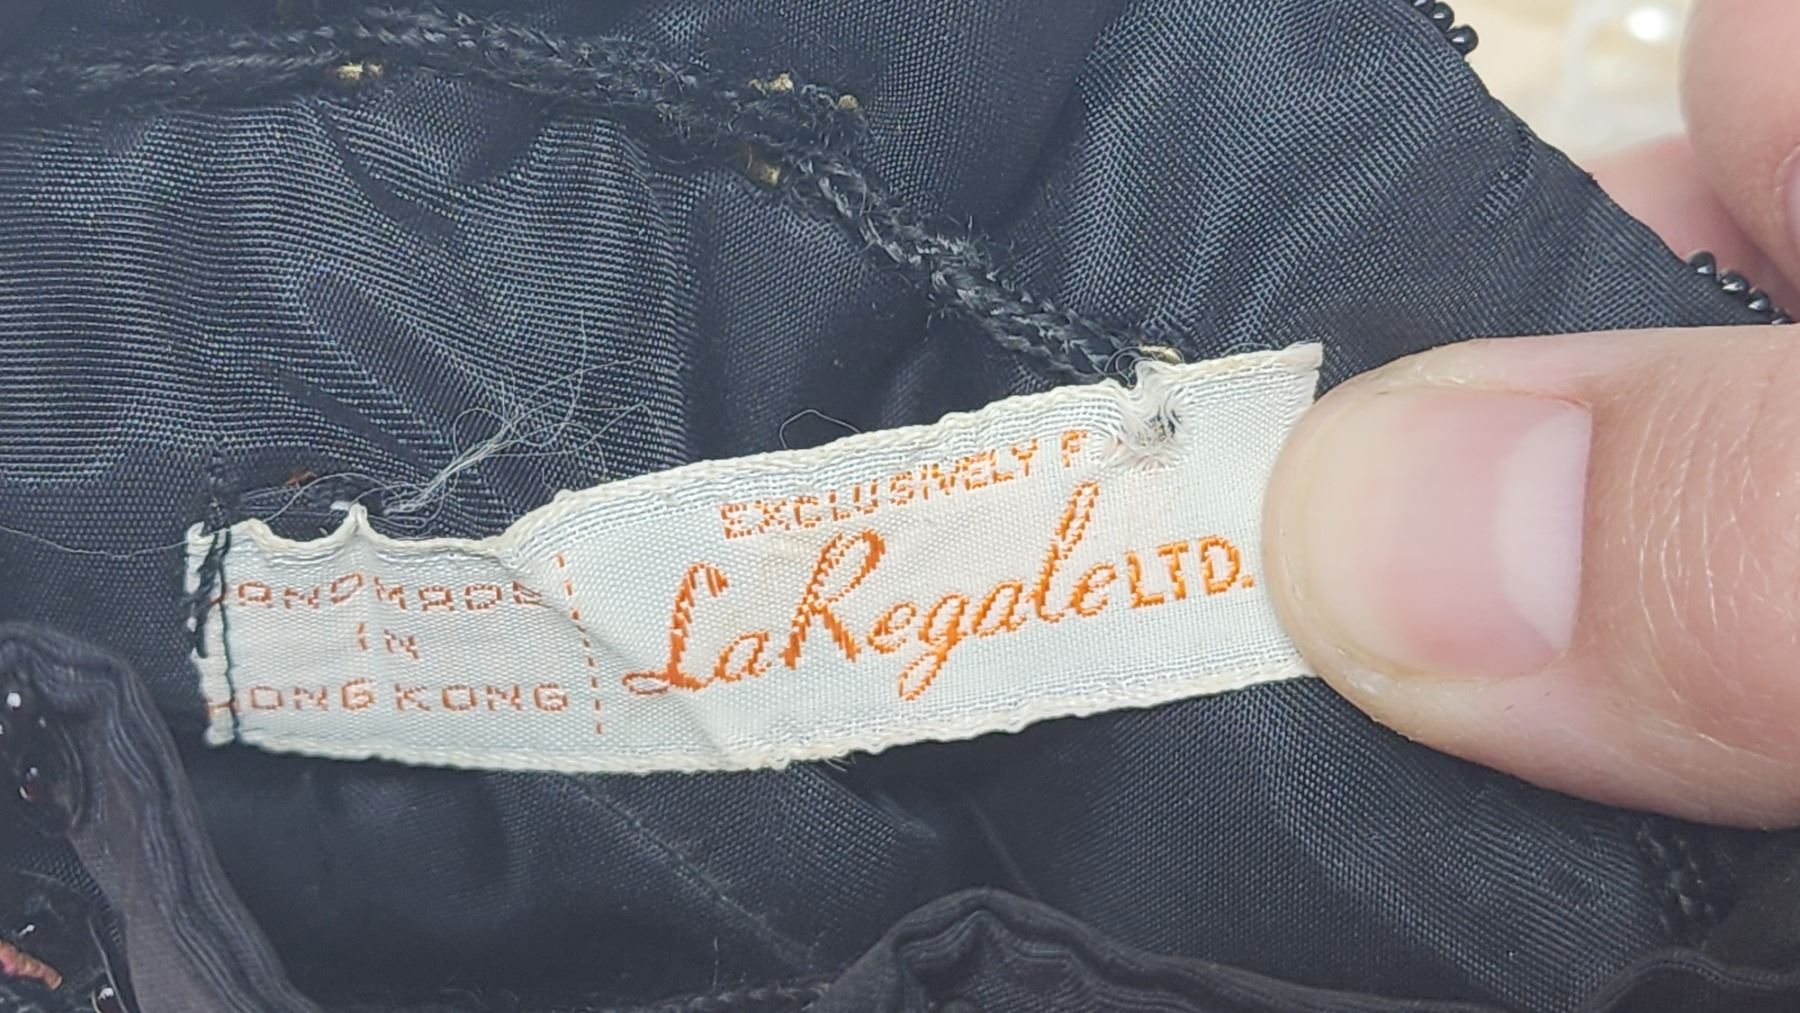 HANDMADE
IN
HONG KONG
EXCLUSIVELY F
La Regale LTD.